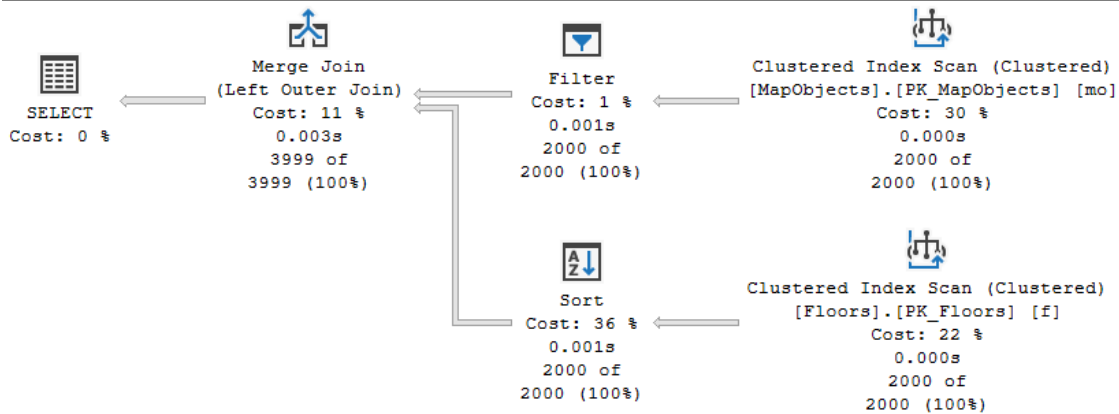 SELECT
Cost: 0 %
Merge Join
(Left Outer Join)
Cost: 11 %
0.003s
3999 of
3999 (100%)
Filter
Cost: 1 %
0.001s
2000 of
2000 (100%)
Clustered Index Scan (Clustered)
[MapObjects].[PK_MapObjects] [mo]
Cost: 30 %
0.000s
2000 of
2000 (100%)
A
Z
Sort
Cost: 36 %
0.001s
2000 of
2000 (100%)
Clustered Index Scan (Clustered)
[Floors].[PK_Floors] [f]
Cost: 22 %
0.000s
2000 of
2000 (100%)